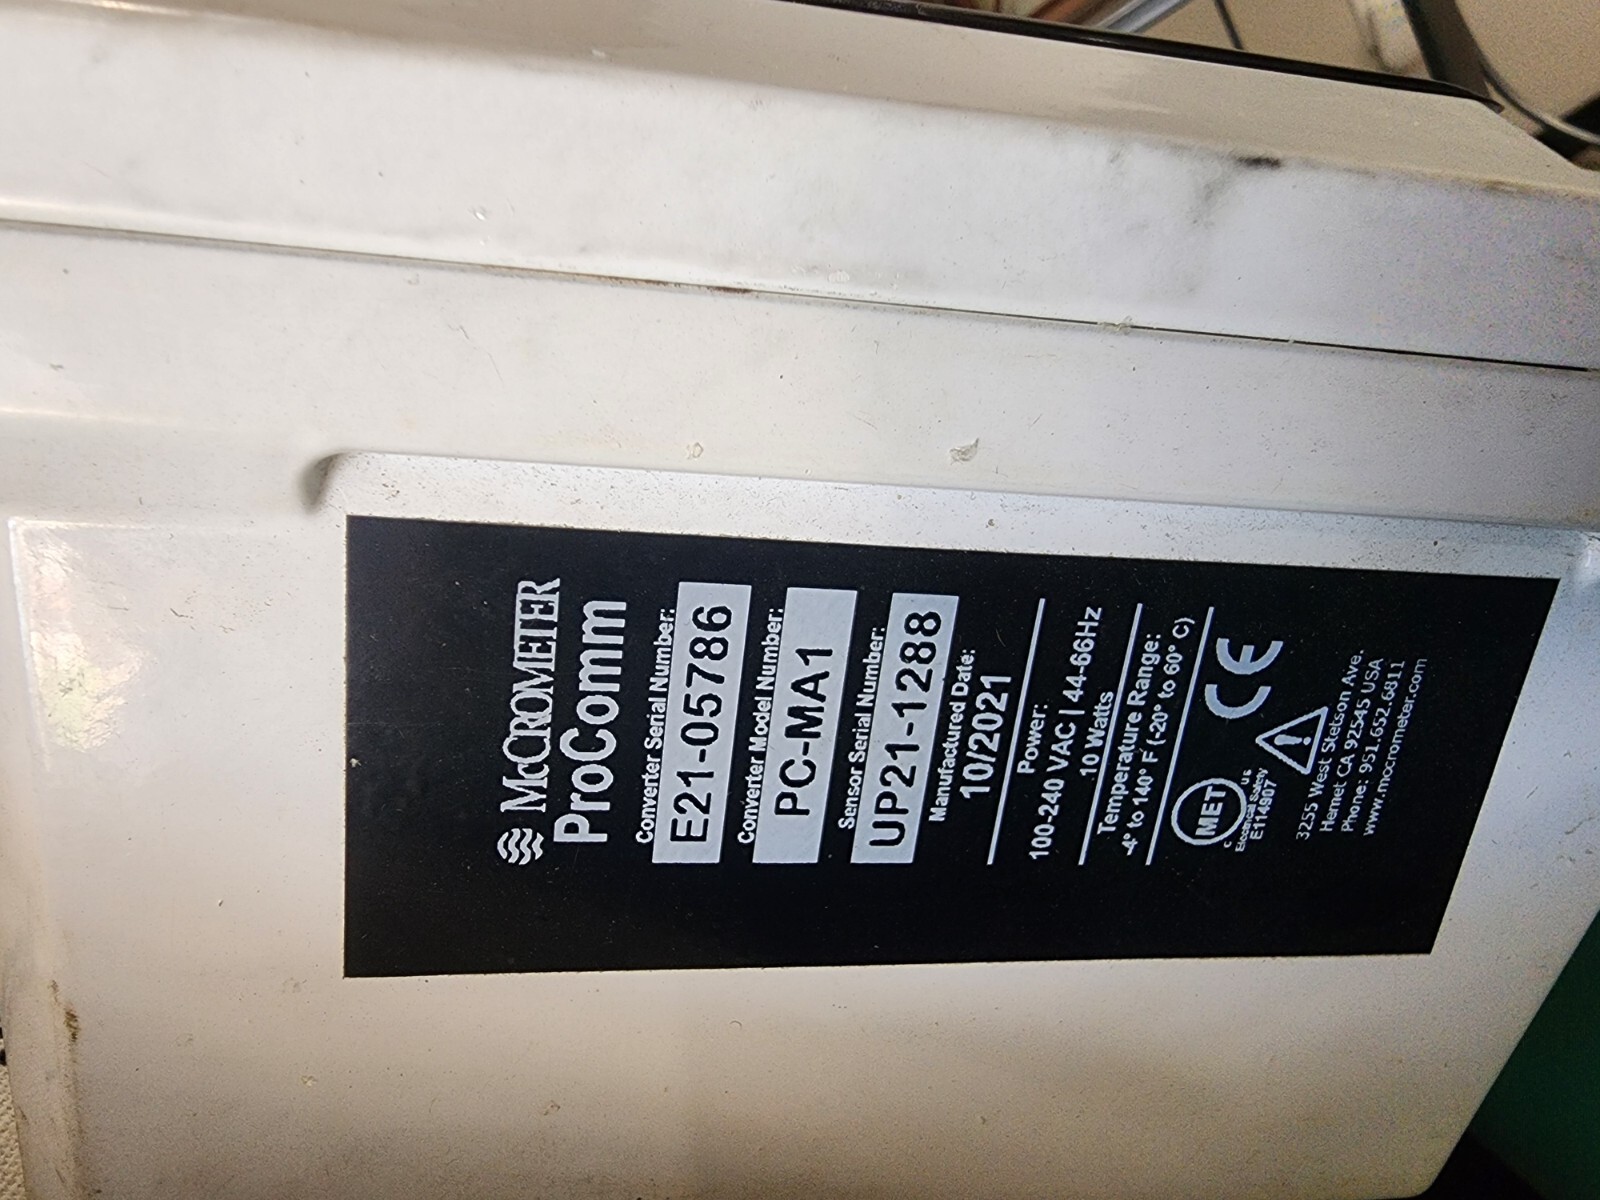 McCROMETER
ProComm
Converter Serial Number:
E21-05786
Converter Model Number:
PC-MA1
Sensor Serial Number:
UP21-1288
Manufactured Date:
10/2021
Power:
100-240 VAC | 44-66Hz
10 Watts
Temperature Range:
-4° to 140° F (-20° to 60° C)
c MET US
Electrical Safety
E114907
CE
3255 West Stetson Ave.
Hemet CA 92545 USA
Phone: 951.652.6811
www.mccrometer.com